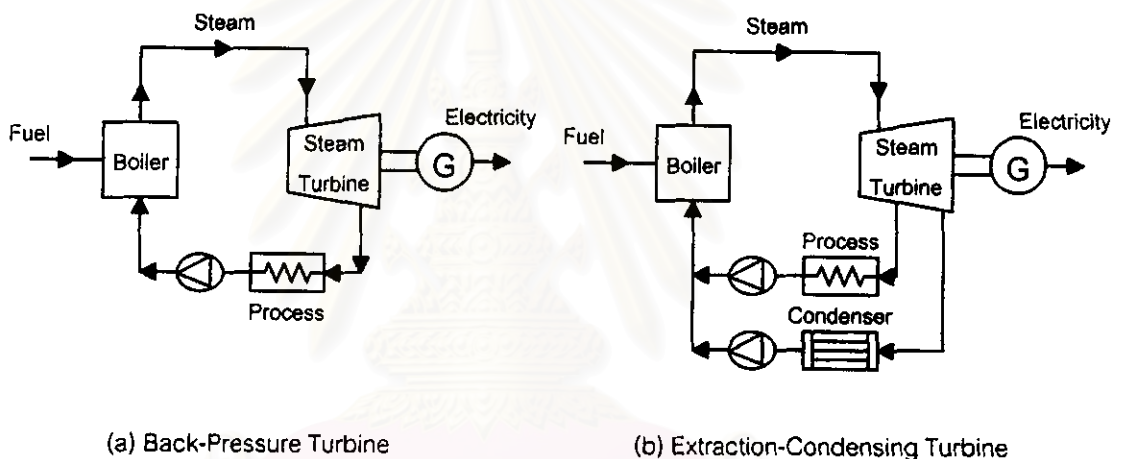 Steam
Fuel
Boiler
Steam
Turbine
Electricity
G
Process
(a) Back-Pressure Turbine
Steam
Fuel
Boiler
Steam
Turbine
Electricity
G
Process
Condenser
(b) Extraction-Condensing Turbine